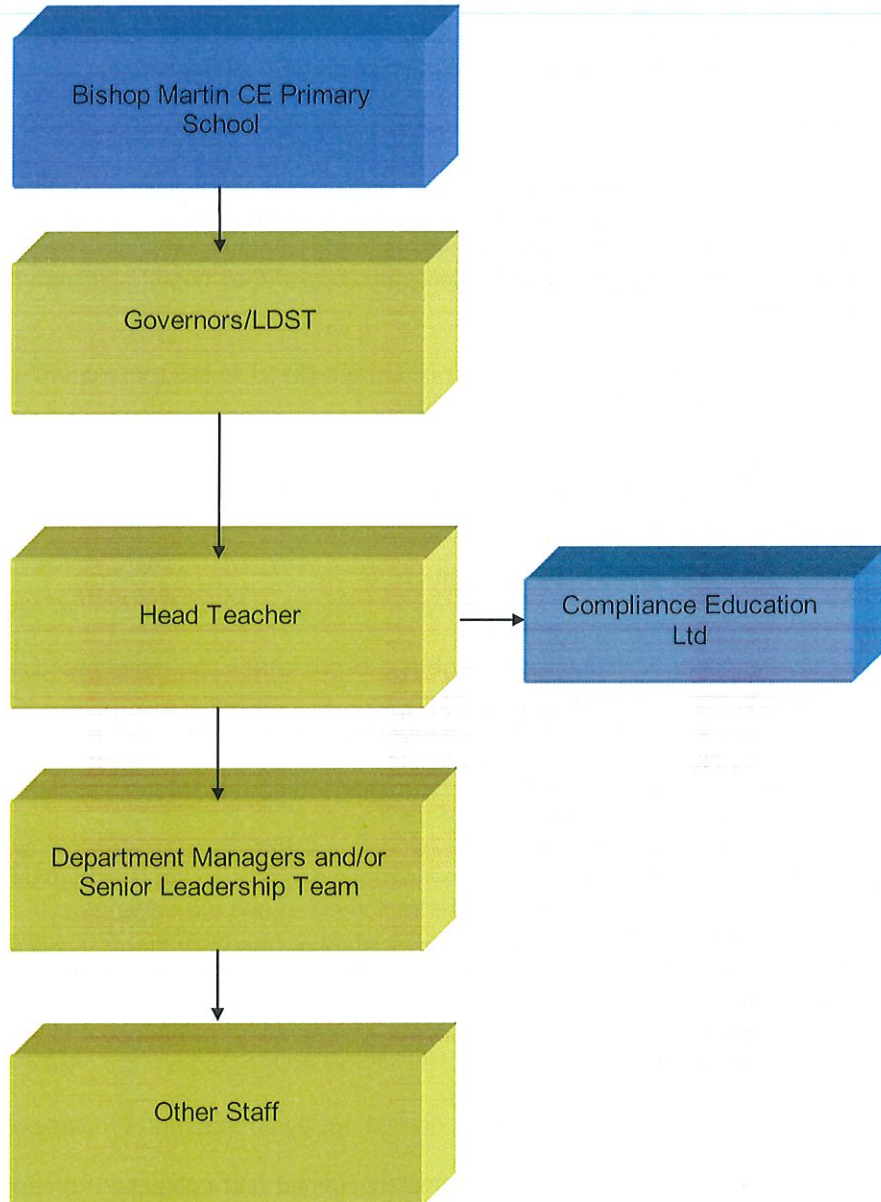 Bishop Martin CE Primary
School
Governors/LDST
Head Teacher
Compliance Education
Ltd
Department Managers and/or
Senior Leadership Team
Other Staff